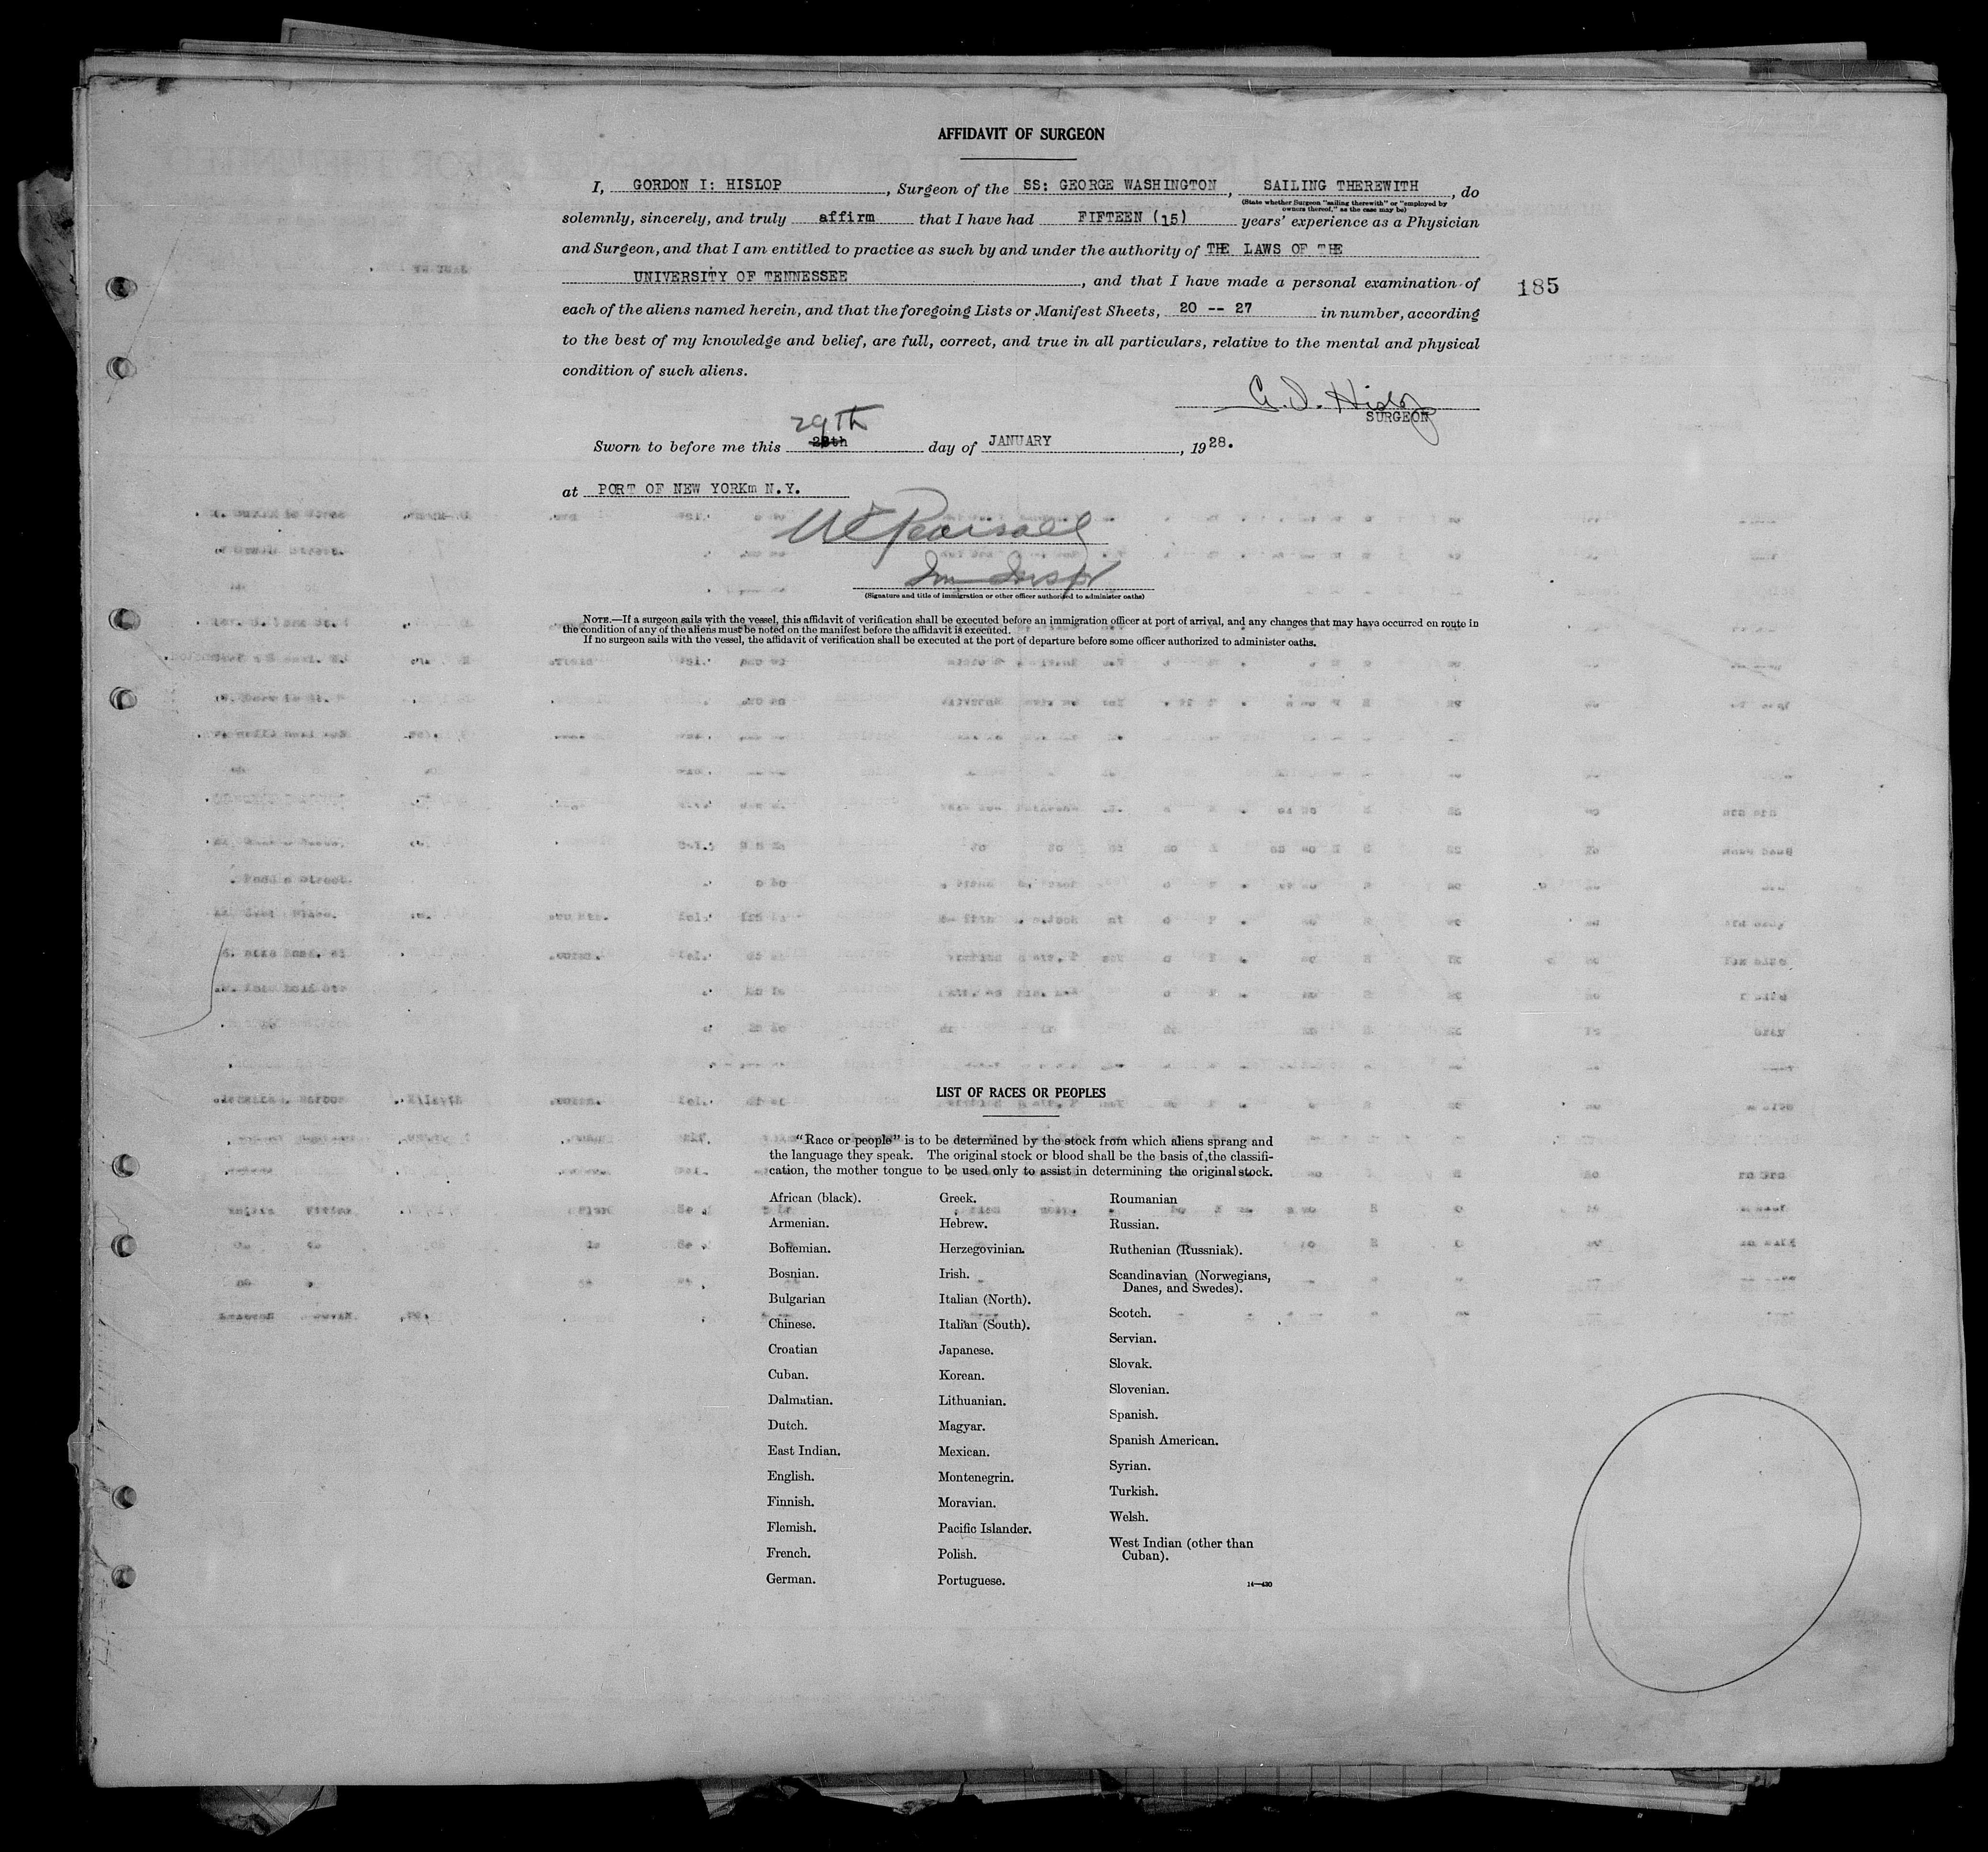 AFFIDAVIT OF SURGEON
I, GORDON I: HISLOP, Surgeon of the SS: GEORGE WASHINGTON, SAILING THEREWITH, do
(State whether Surgeon "sailing therewith" or "employed by
owners thereof," as the case may be)
solemnly, sincerely, and truly affirm that I have had FIFTEEN (15) years' experience as a Physician
and Surgeon, and that I am entitled to practice as such by and under the authority of THE LAWS OF THE
UNIVERSITY OF TENNESSEE, and that I have made a personal examination of
185
each of the aliens named herein, and that the foregoing Lists or Manifest Sheets, 20 -- 27 in number, according
to the best of my knowledge and belief, are full, correct, and true in all particulars, relative to the mental and physical
condition of such aliens.
G. I. Hislop
SURGEON
29Th
Sworn to before me this 28th day of JANUARY, 1928.
at PORT OF NEW YORKm N.Y.
Pearsall
Imm Inspr
(Signature and title of immigration or other officer authorized to administer oaths)
NOTE.—If a surgeon sails with the vessel, this affidavit of verification shall be executed before an immigration officer at port of arrival, and any changes that may have occurred en route in
the condition of any of the aliens must be noted on the manifest before the affidavit is executed.
If no surgeon sails with the vessel, the affidavit of verification shall be executed at the port of departure before some officer authorized to administer oaths.
LIST OF RACES OR PEOPLES
"Race or people" is to be determined by the stock from which aliens sprang and
the language they speak. The original stock or blood shall be the basis of the classifi-
cation, the mother tongue to be used only to assist in determining the original stock.
African (black).
Armenian.
Bohemian.
Bosnian.
Bulgarian
Chinese.
Croatian
Cuban.
Dalmatian.
Dutch.
East Indian.
English.
Finnish.
Flemish.
French.
German.
Greek.
Hebrew.
Herzegovinian.
Irish.
Italian (North).
Italian (South).
Japanese.
Korean.
Lithuanian.
Magyar.
Mexican.
Montenegrin.
Moravian.
Pacific Islander.
Polish.
Portuguese.
Roumanian
Russian.
Ruthenian (Russniak).
Scandinavian (Norwegians,
Danes, and Swedes).
Scotch.
Servian.
Slovak.
Slovenian.
Spanish.
Spanish American.
Syrian.
Turkish.
Welsh.
West Indian (other than
Cuban).
14—430